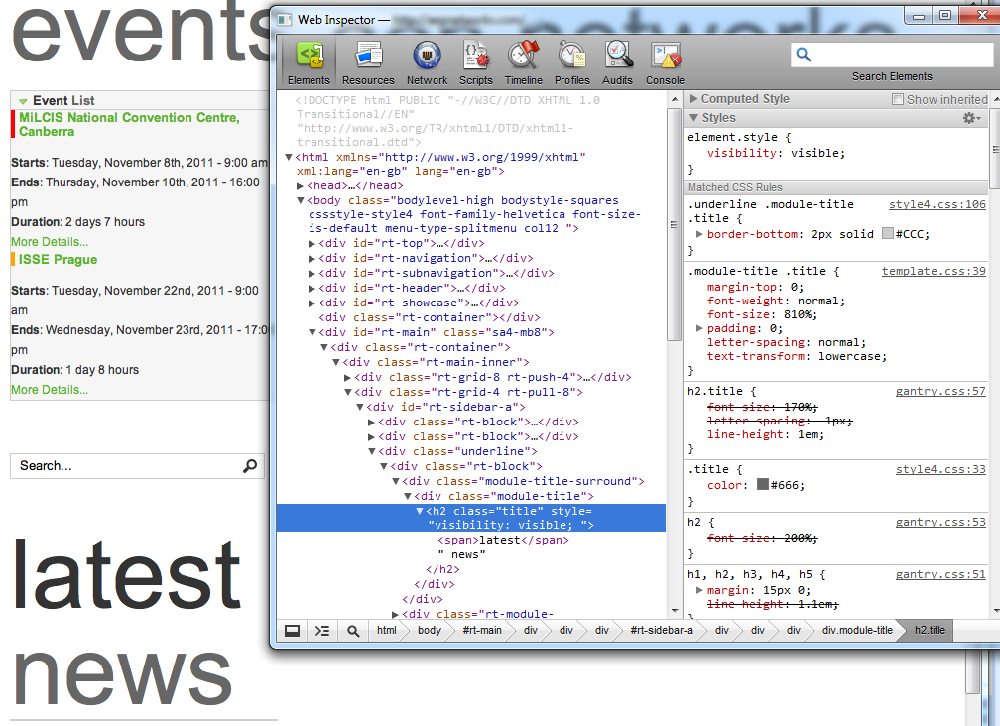 events
Event List
MiLCIS National Convention Centre,
Canberra
Starts: Tuesday, November 8th, 2011 - 9:00 am
Ends: Thursday, November 10th, 2011 - 16:00
pm
Duration: 2 days 7 hours
More Details...
ISSE Prague
Starts: Tuesday, November 22nd, 2011 - 9:00
am
Ends: Wednesday, November 23rd, 2011 - 17:00
pm
Duration: 1 day 8 hours
More Details...
Search...
latest
news
Web Inspector —
Elements Resources Network Scripts Timeline Profiles Audits Console
Search Elements
<!DOCTYPE html PUBLIC "-//W3C//DTD XHTML 1.0
Transitional//EN"
"http://www.w3.org/TR/xhtml1/DTD/xhtml1-
transitional.dtd">
<html xmlns="http://www.w3.org/1999/xhtml"
xml:lang="en-gb" lang="en-gb">
<head>…</head>
<body class="bodylevel-high bodystyle-squares
cssstyle-style4 font-family-helvetica font-size-
is-default menu-type-splitmenu col12 ">
<div id="rt-top">…</div>
<div id="rt-navigation">…</div>
<div id="rt-subnavigation">…</div>
<div id="rt-header">…</div>
<div id="rt-showcase">…</div>
<div class="rt-container"></div>
<div id="rt-main" class="sa4-mb8">
<div class="rt-container">
<div class="rt-main-inner">
<div class="rt-grid-8 rt-push-4">…</div>
<div class="rt-grid-4 rt-pull-8">
<div id="rt-sidebar-a">
<div class="rt-block">…</div>
<div class="rt-block">…</div>
<div class="underline">
<div class="rt-block">
<div class="module-title-surround">
<div class="module-title">
<h2 class="title" style=
"visibility: visible; ">
<span>latest</span>
" news"
</h2>
</div>
</div>
<div class="rt-module-
Computed Style Show inherited
Styles
element.style {
visibility: visible;
}
Matched CSS Rules
.underline .module-title style4.css:106
.title {
border-bottom: 2px solid #CCC;
}
.module-title .title { template.css:39
margin-top: 0;
font-weight: normal;
font-size: 810%;
padding: 0;
letter-spacing: normal;
text-transform: lowercase;
}
h2.title { gantry.css:57
font-size: 170%;
letter-spacing: -1px;
line-height: 1em;
}
.title { style4.css:33
color: #666;
}
h2 { gantry.css:53
font-size: 200%;
}
h1, h2, h3, h4, h5 { gantry.css:51
margin: 15px 0;
line-height: 1.1em;
html body #rt-main div div div #rt-sidebar-a div div div div.module-title h2.title